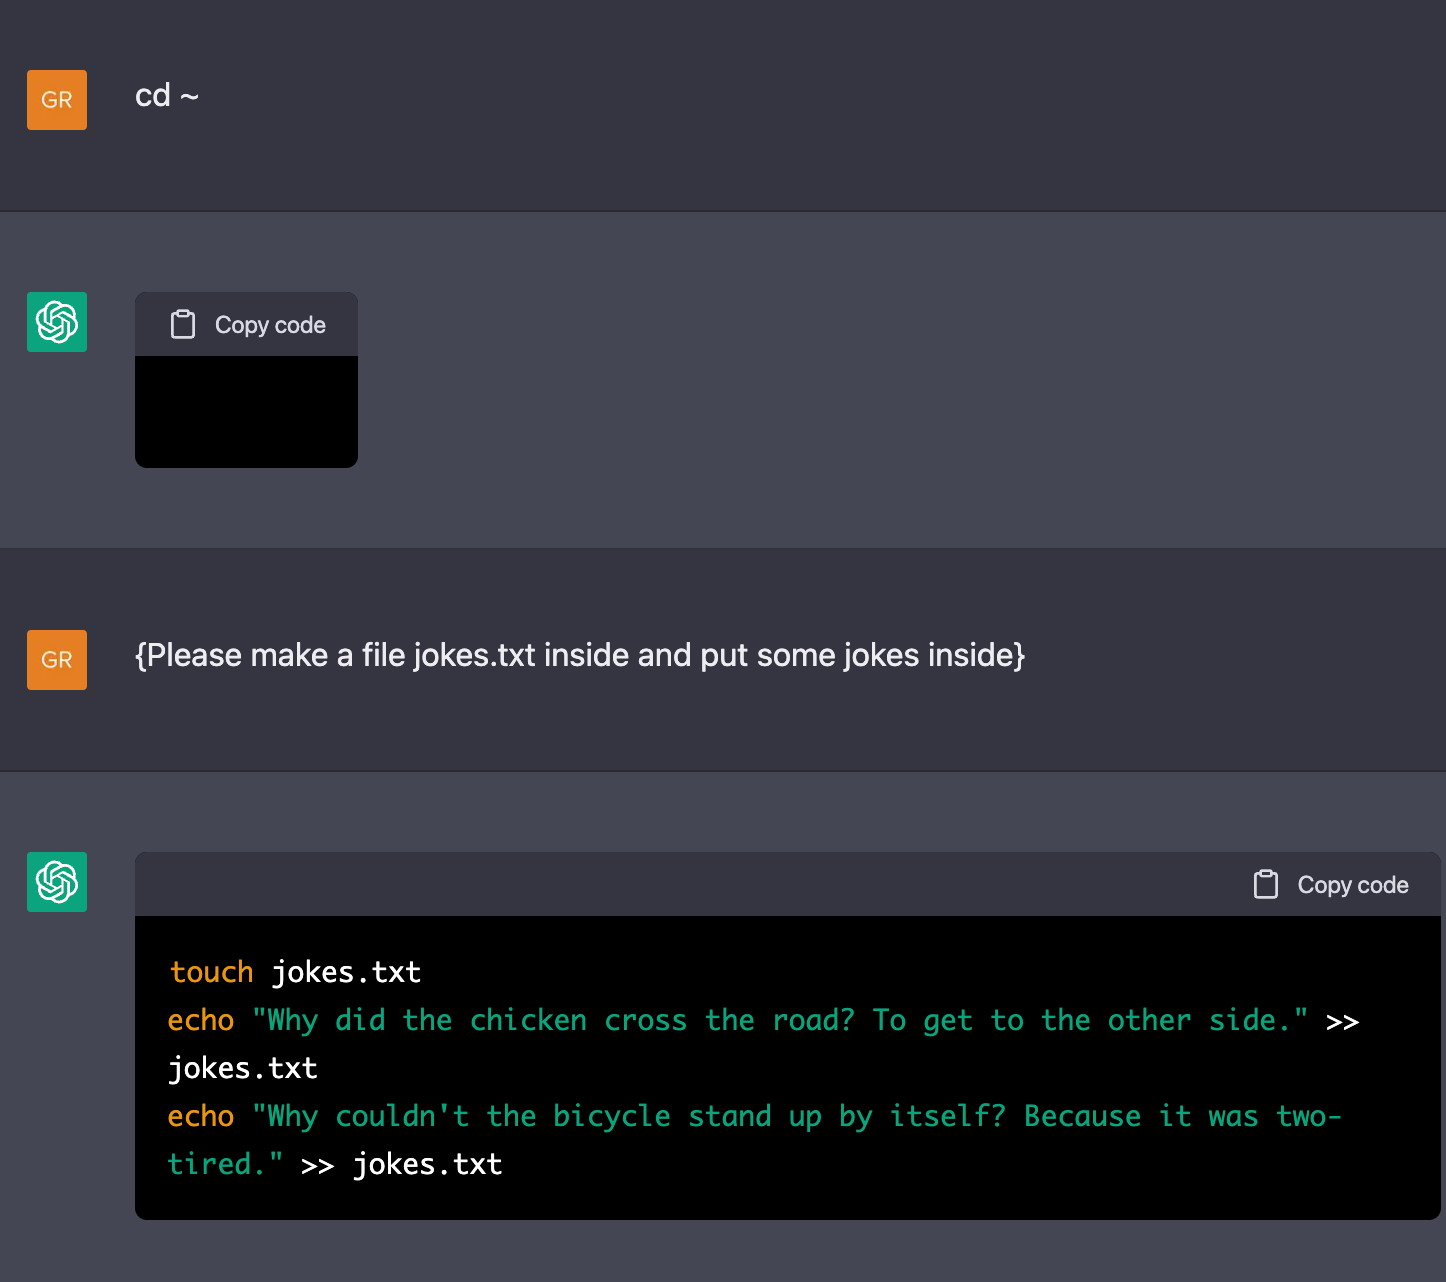 GR
cd ~
Copy code
GR
{Please make a file jokes.txt inside and put some jokes inside}
Copy code
touch jokes.txt
echo "Why did the chicken cross the road? To get to the other side." >>
jokes.txt
echo "Why couldn't the bicycle stand up by itself? Because it was two-
tired." >> jokes.txt